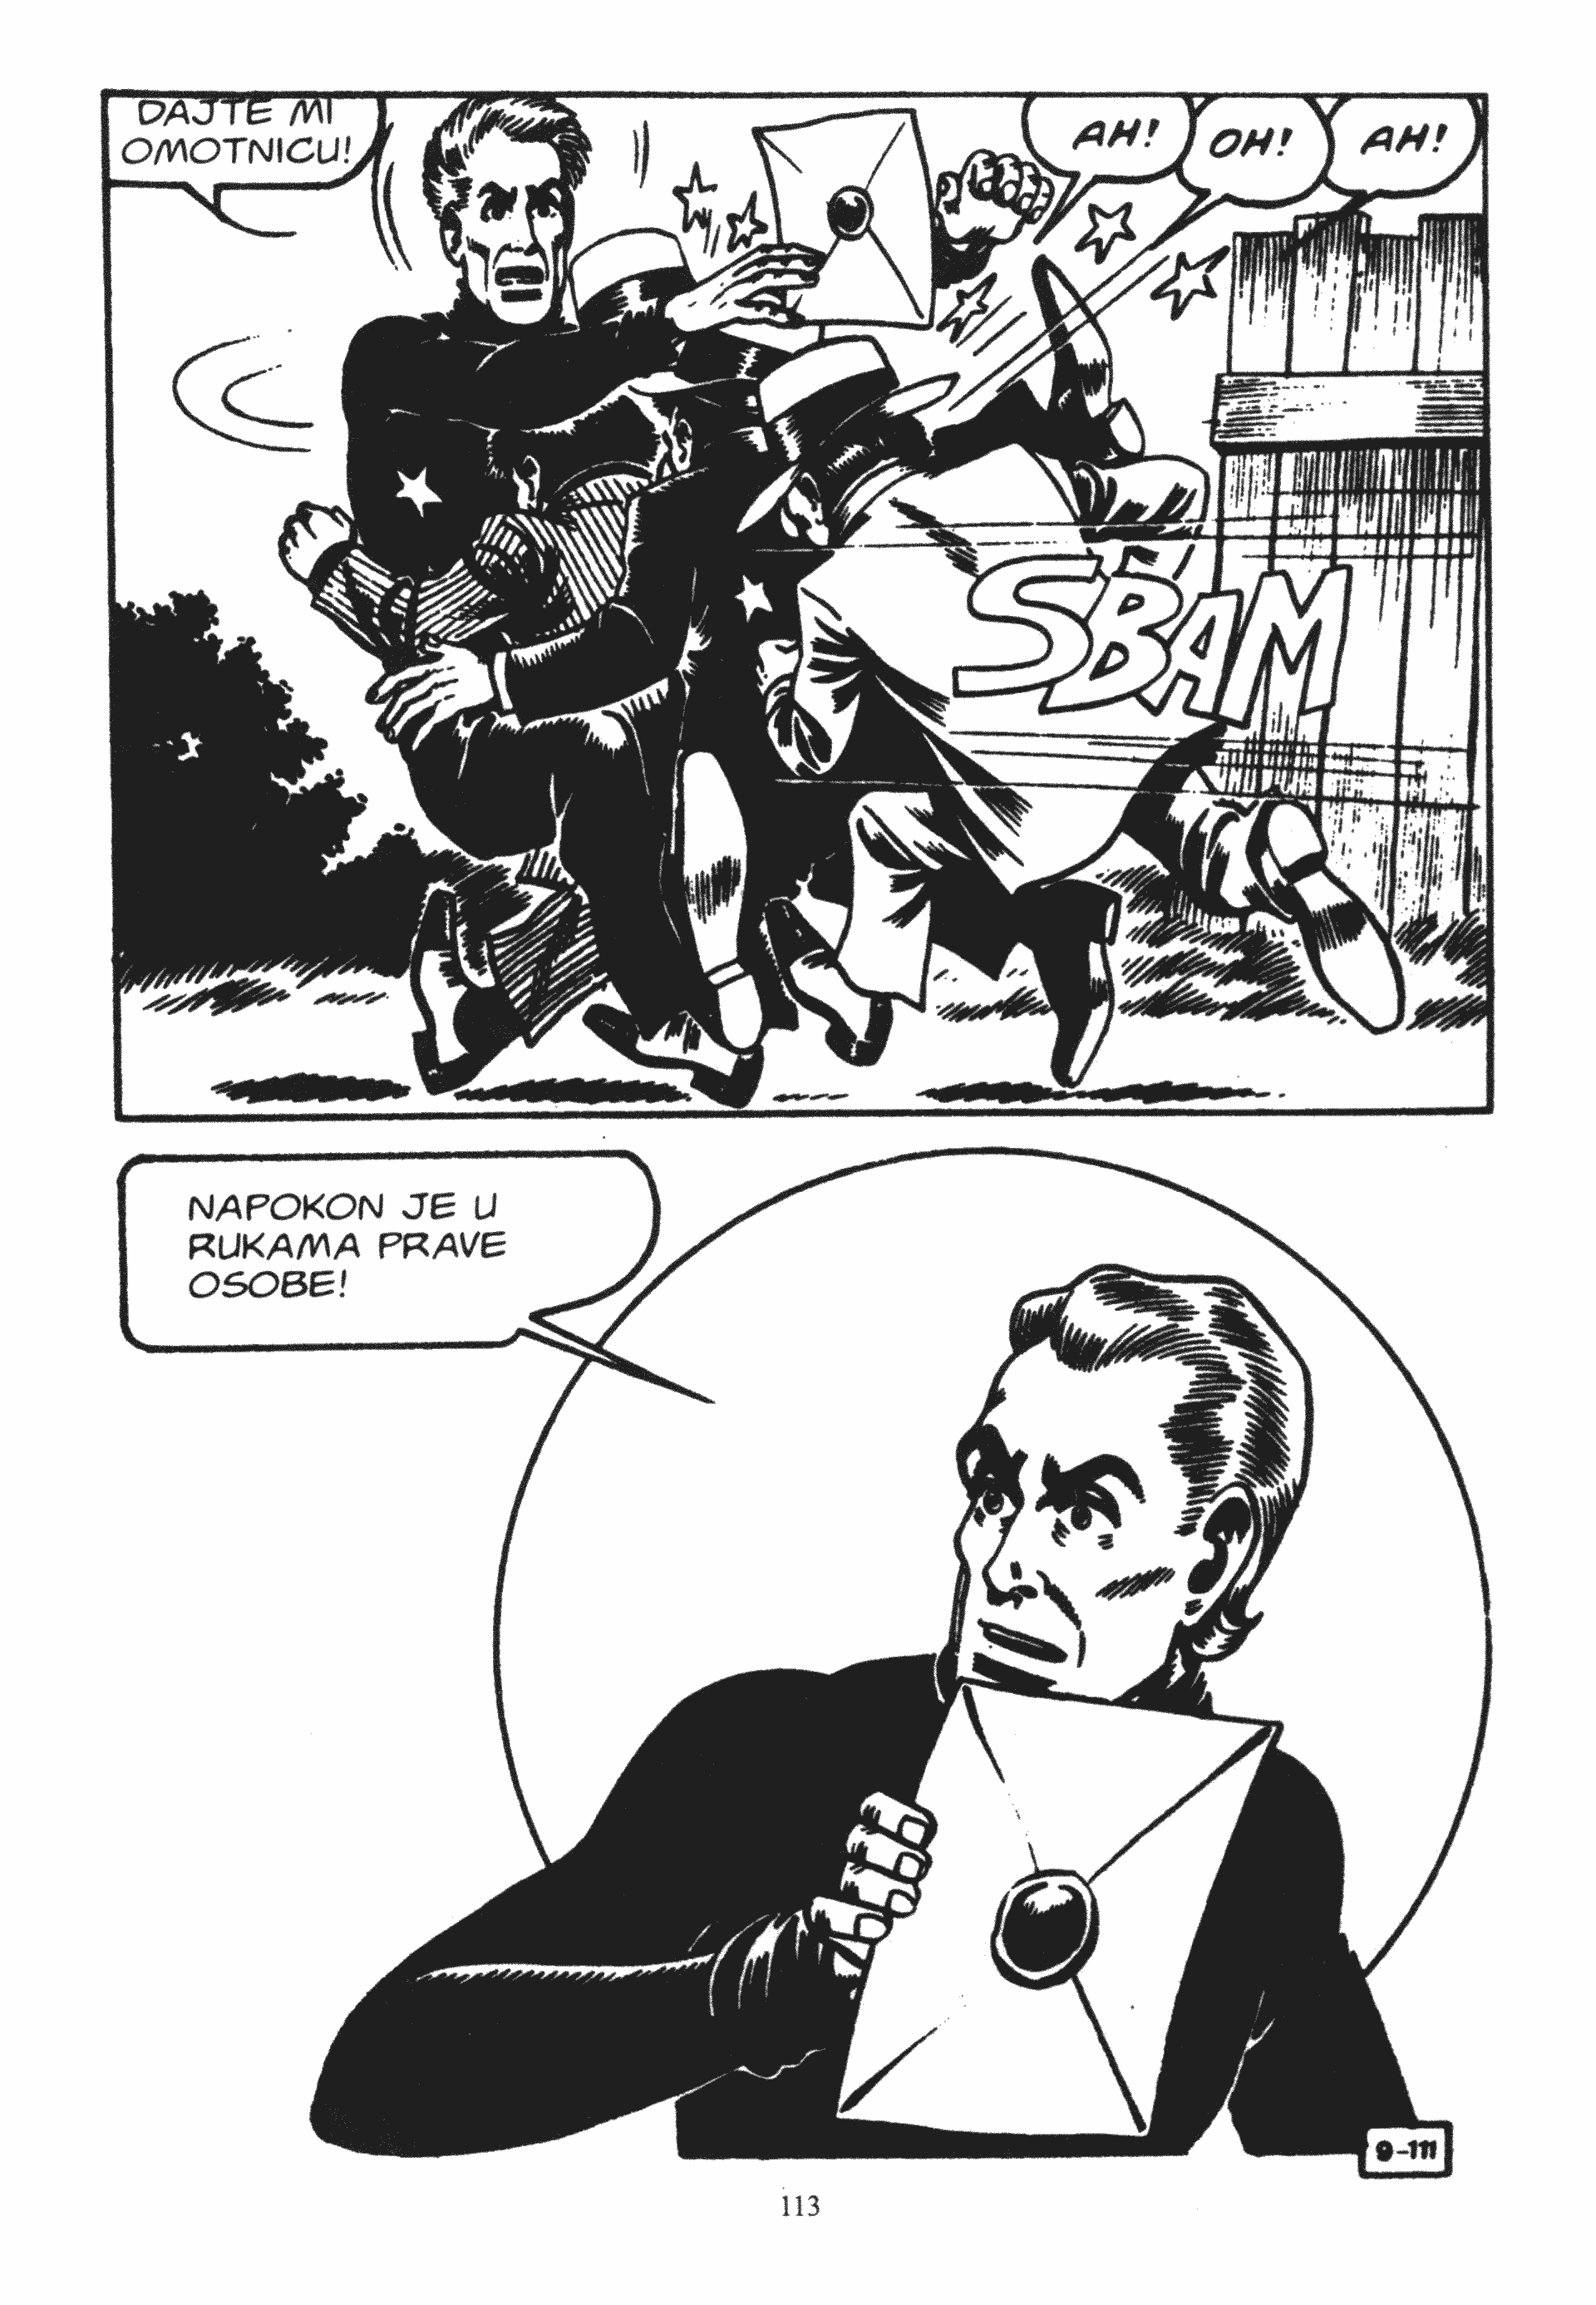 DAJTE MI
OMOTNICU!
AH!
OH!
AH!
SBAM
NAPOKON JE U
RUKAMA PRAVE
OSOBE!
9-111
113